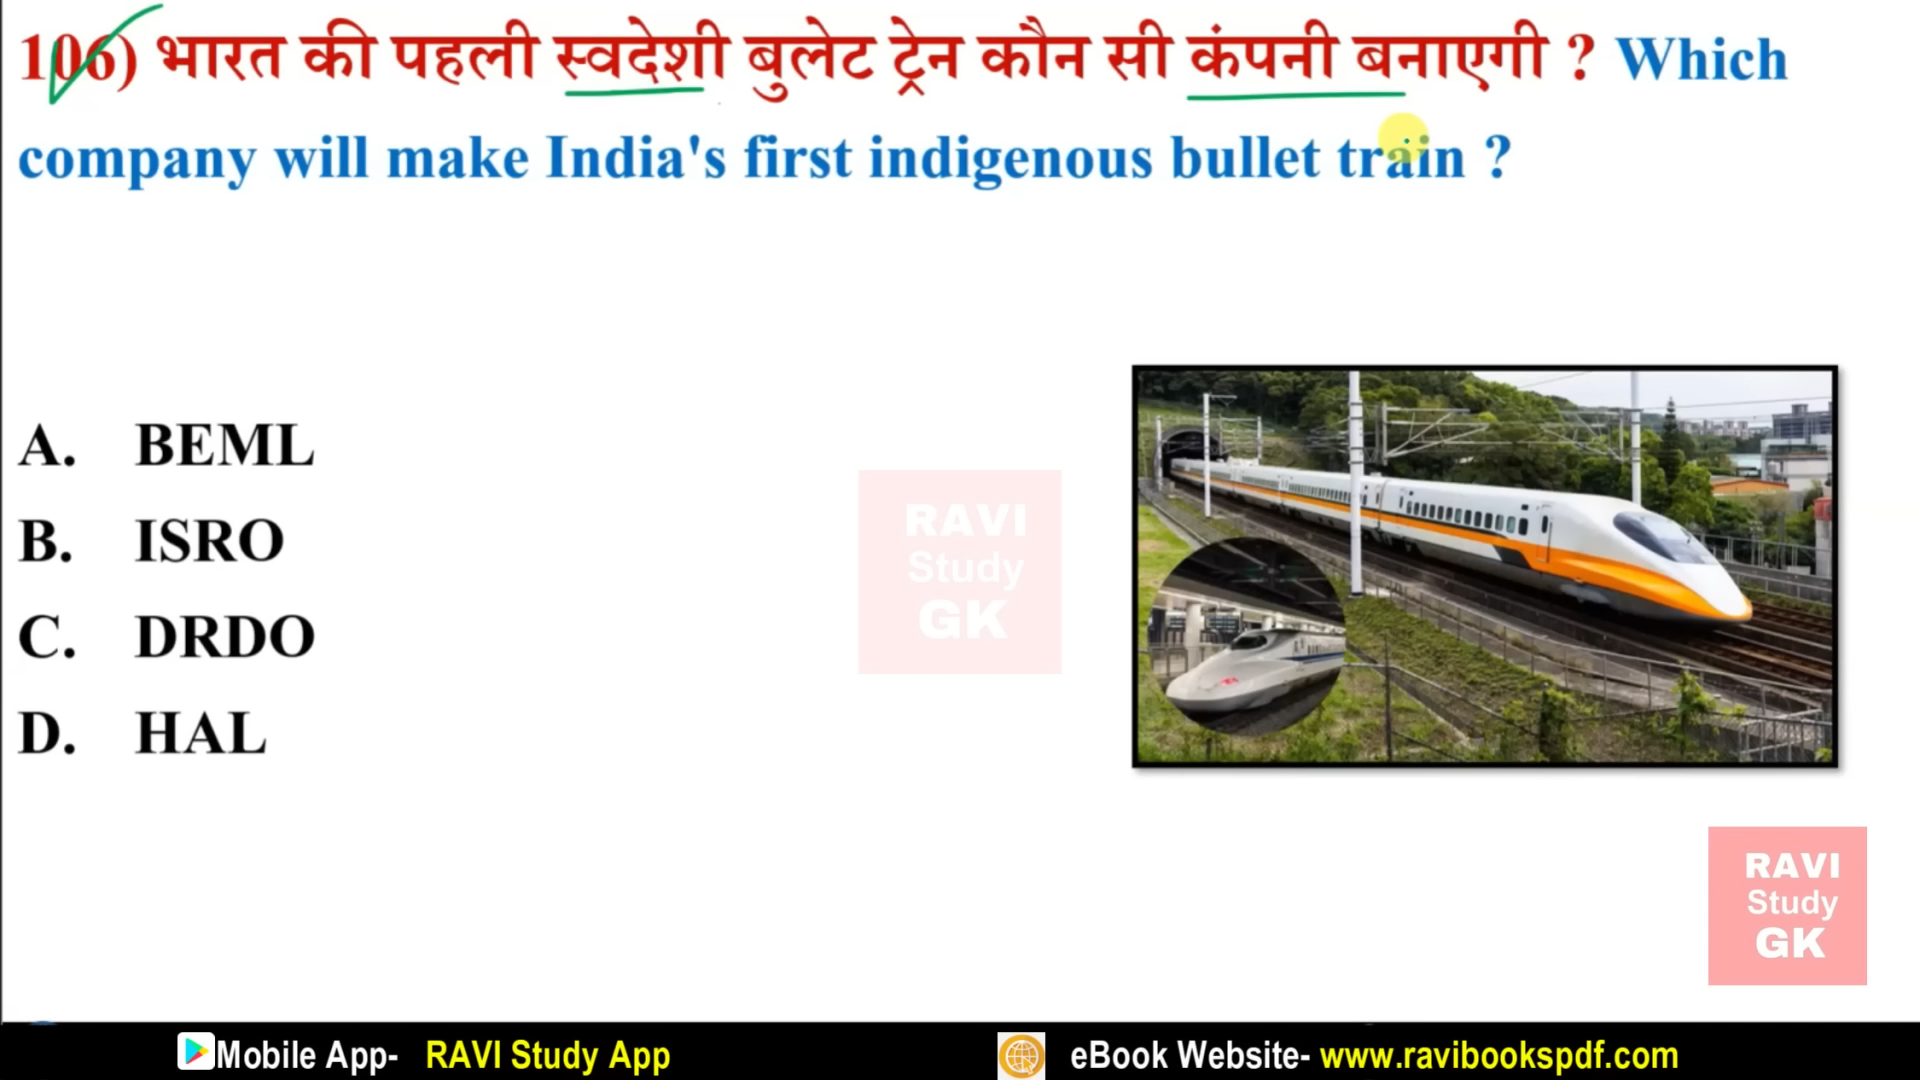 106) भारत की पहली स्वदेशी बुलेट ट्रेन कौन सी कंपनी बनाएगी ? Which
company will make India's first indigenous bullet train ?
A. BEML
B. ISRO
C. DRDO
D. HAL
RAVI
Study
GK
RAVI
Study
GK
Mobile App- RAVI Study App
eBook Website- www.ravibookspdf.com